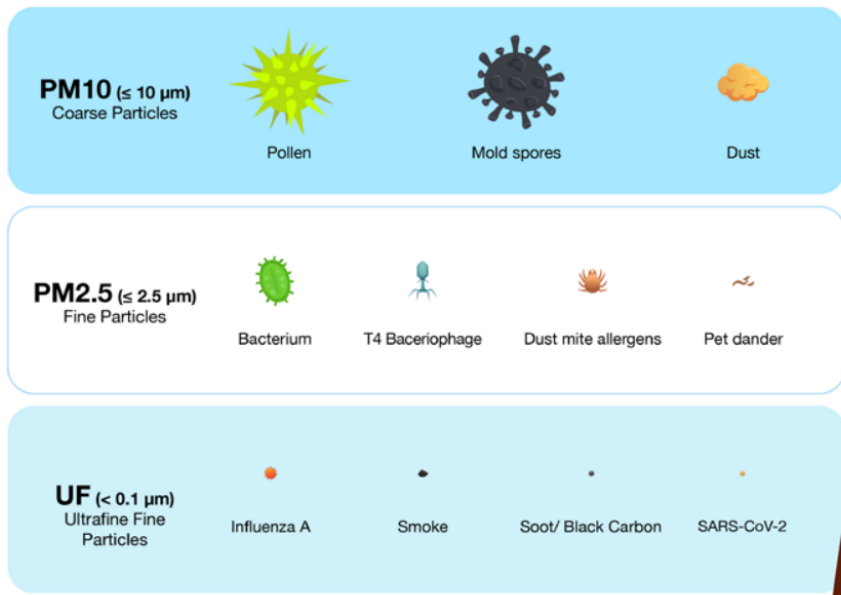 PM10 (≤ 10 μm)
Coarse Particles
Pollen
Mold spores
Dust
PM2.5 (≤ 2.5 μm)
Fine Particles
Bacterium
T4 Baceriophage
Dust mite allergens
Pet dander
UF (< 0.1 μm)
Ultrafine Fine
Particles
Influenza A
Smoke
Soot/ Black Carbon
SARS-CoV-2